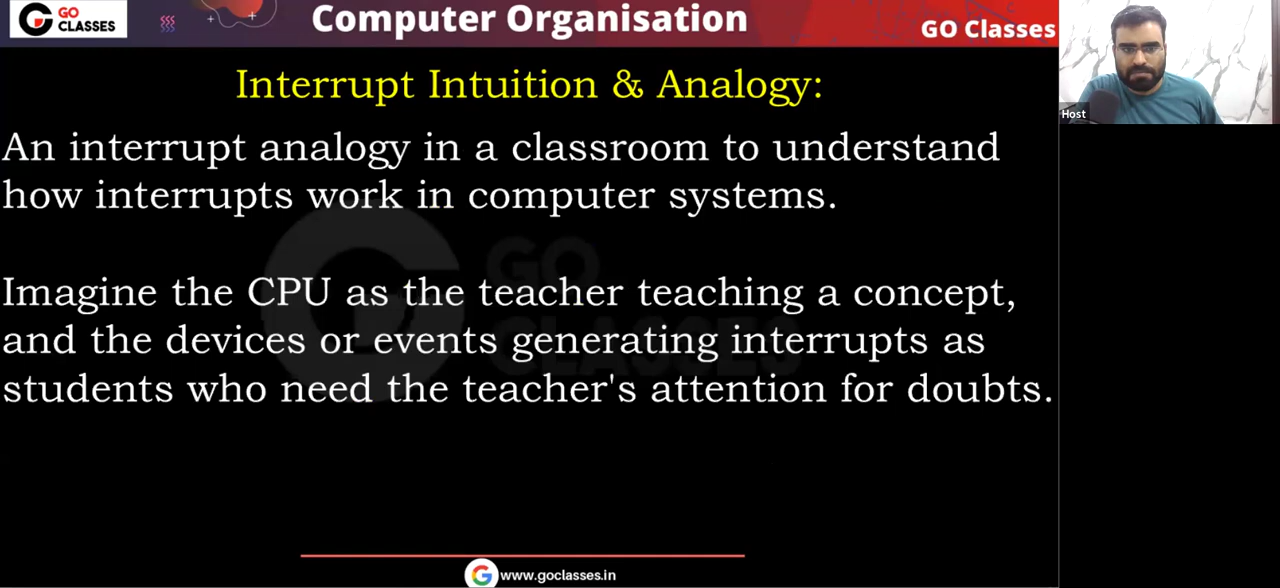 GO
CLASSES
Computer Organisation
GO Classes
Interrupt Intuition & Analogy:
An interrupt analogy in a classroom to understand
how interrupts work in computer systems.
Imagine the CPU as the teacher teaching a concept,
and the devices or events generating interrupts as
students who need the teacher's attention for doubts.
GO
CLASSES
www.goclasses.in
Host